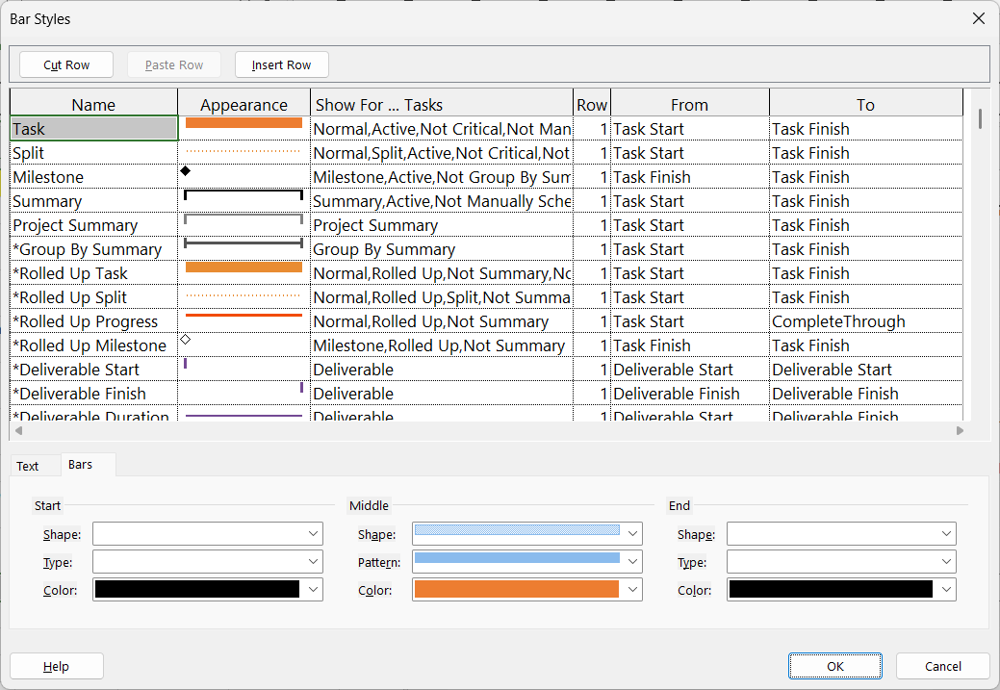 Bar Styles
Cut Row Paste Row Insert Row
Name Appearance Show For ... Tasks Row From To
Task Normal,Active,Not Critical,Not Man 1 Task Start Task Finish
Split Normal,Split,Active,Not Critical,Not 1 Task Start Task Finish
Milestone Milestone,Active,Not Group By Sum 1 Task Finish Task Finish
Summary Summary,Active,Not Manually Sche 1 Task Start Task Finish
Project Summary Project Summary 1 Task Start Task Finish
*Group By Summary Group By Summary 1 Task Start Task Finish
*Rolled Up Task Normal,Rolled Up,Not Summary,Nc 1 Task Start Task Finish
*Rolled Up Split Normal,Rolled Up,Split,Not Summa 1 Task Start Task Finish
*Rolled Up Progress Normal,Rolled Up,Not Summary 1 Task Start CompleteThrough
*Rolled Up Milestone Milestone,Rolled Up,Not Summary 1 Task Finish Task Finish
*Deliverable Start Deliverable 1 Deliverable Start Deliverable Start
*Deliverable Finish Deliverable 1 Deliverable Finish Deliverable Finish
*Deliverable Duration Deliverable 1 Deliverable Start Deliverable Finish
Text Bars
Start Middle End
Shape: Shape: Shape:
Type: Pattern: Type:
Color: Color: Color:
Help OK Cancel